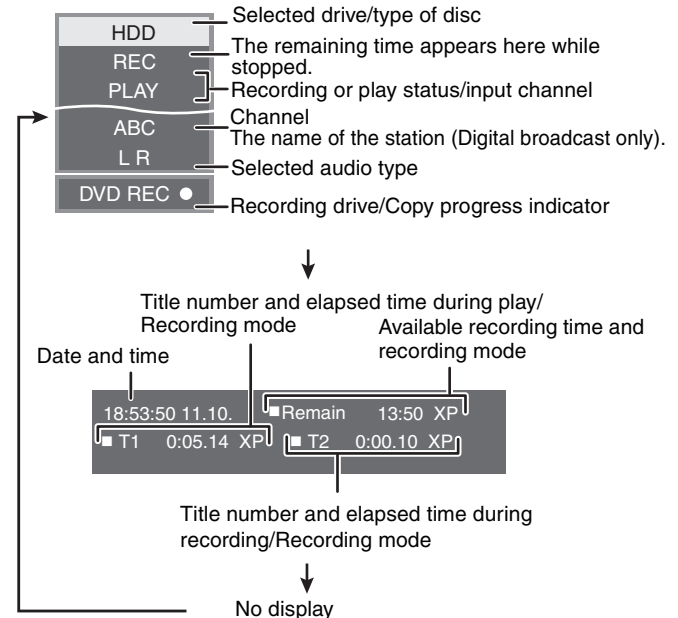 HDD
Selected drive/type of disc
REC
The remaining time appears here while
stopped.
PLAY
Recording or play status/input channel
ABC
Channel
The name of the station (Digital broadcast only).
L R
Selected audio type
DVD REC ●
Recording drive/Copy progress indicator
Title number and elapsed time during play/
Recording mode
Available recording time and
recording mode
Date and time
18:53:50 11.10. Remain 13:50 XP
T1 0:05.14 XP T2 0:00.10 XP
Title number and elapsed time during
recording/Recording mode
No display